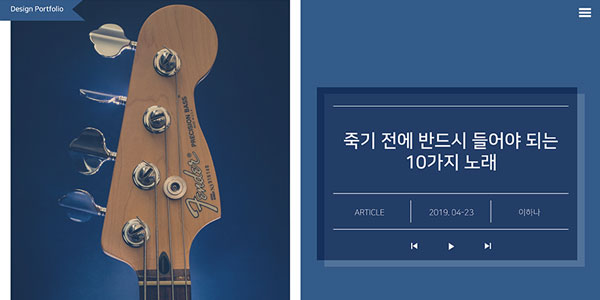 Design Portfolio
Fender
PRECISION BASS
죽기 전에 반드시 들어야 되는
10가지 노래
ARTICLE
2019. 04-23
이하나